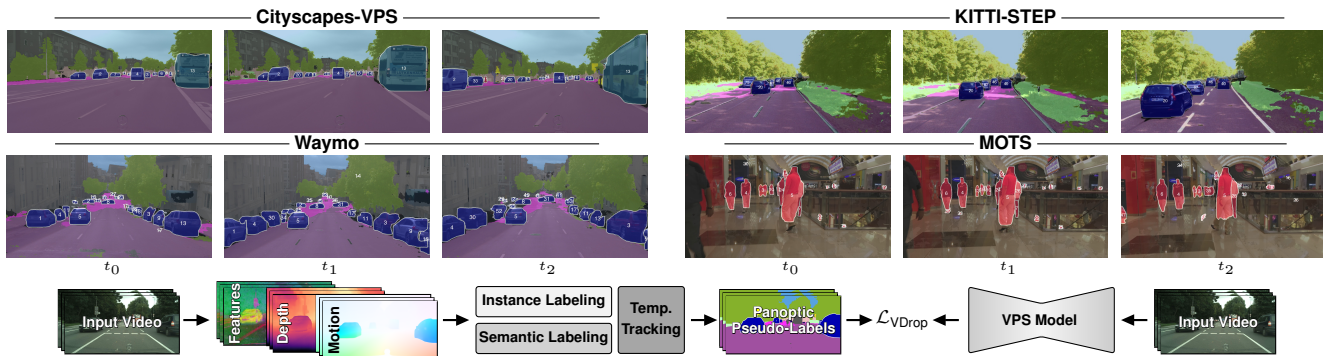 Cityscapes-VPS
KITTI-STEP
Waymo
MOTS
t0 t1 t2 t0 t1 t2
Input Video
Features
Depth
Motion
Instance Labeling
Semantic Labeling
Temp.
Tracking
Panoptic
Pseudo-Labels
ℒVDrop
VPS Model
Input Video